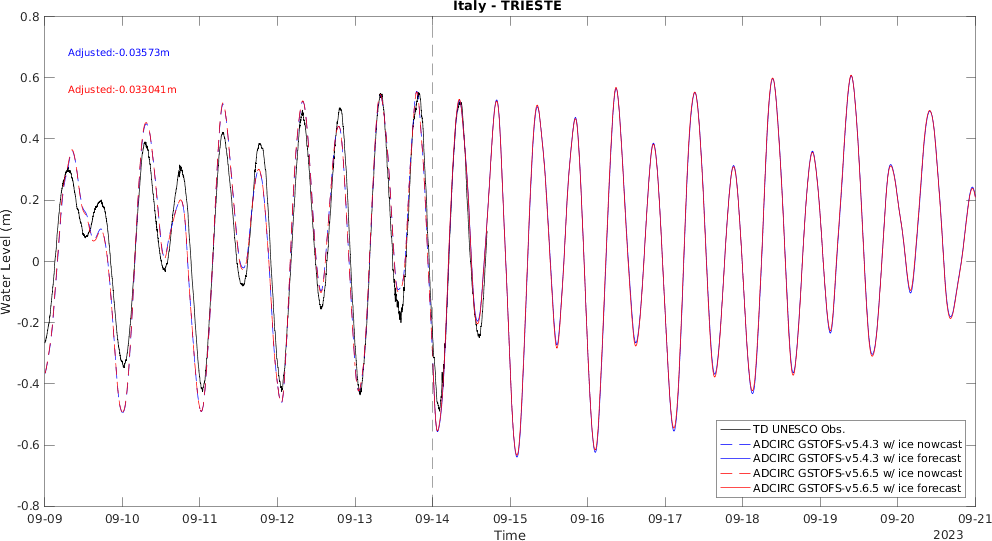 Italy - TRIESTE
0.8
0.6
0.4
0.2
0
-0.2
-0.4
-0.6
-0.8
Water Level (m)
Adjusted:-0.03573m
Adjusted:-0.033041m
TD UNESCO Obs.
ADCIRC GSTOFS-v5.4.3 w/ ice nowcast
ADCIRC GSTOFS-v5.4.3 w/ ice forecast
ADCIRC GSTOFS-v5.6.5 w/ ice nowcast
ADCIRC GSTOFS-v5.6.5 w/ ice forecast
09-09 09-10 09-11 09-12 09-13 09-14 09-15 09-16 09-17 09-18 09-19 09-20 09-21
Time
2023